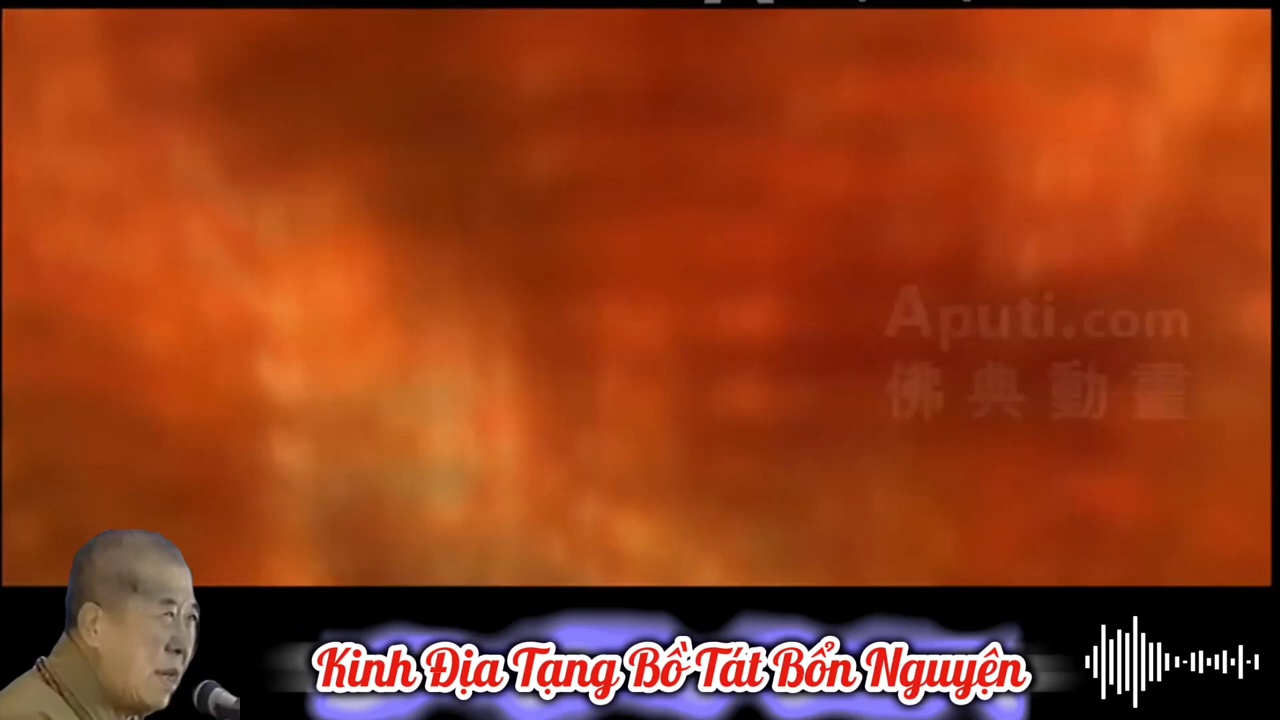 Aputi.com
佛典動畫
Kinh Địa Tạng Bồ Tát Bổn Nguyện